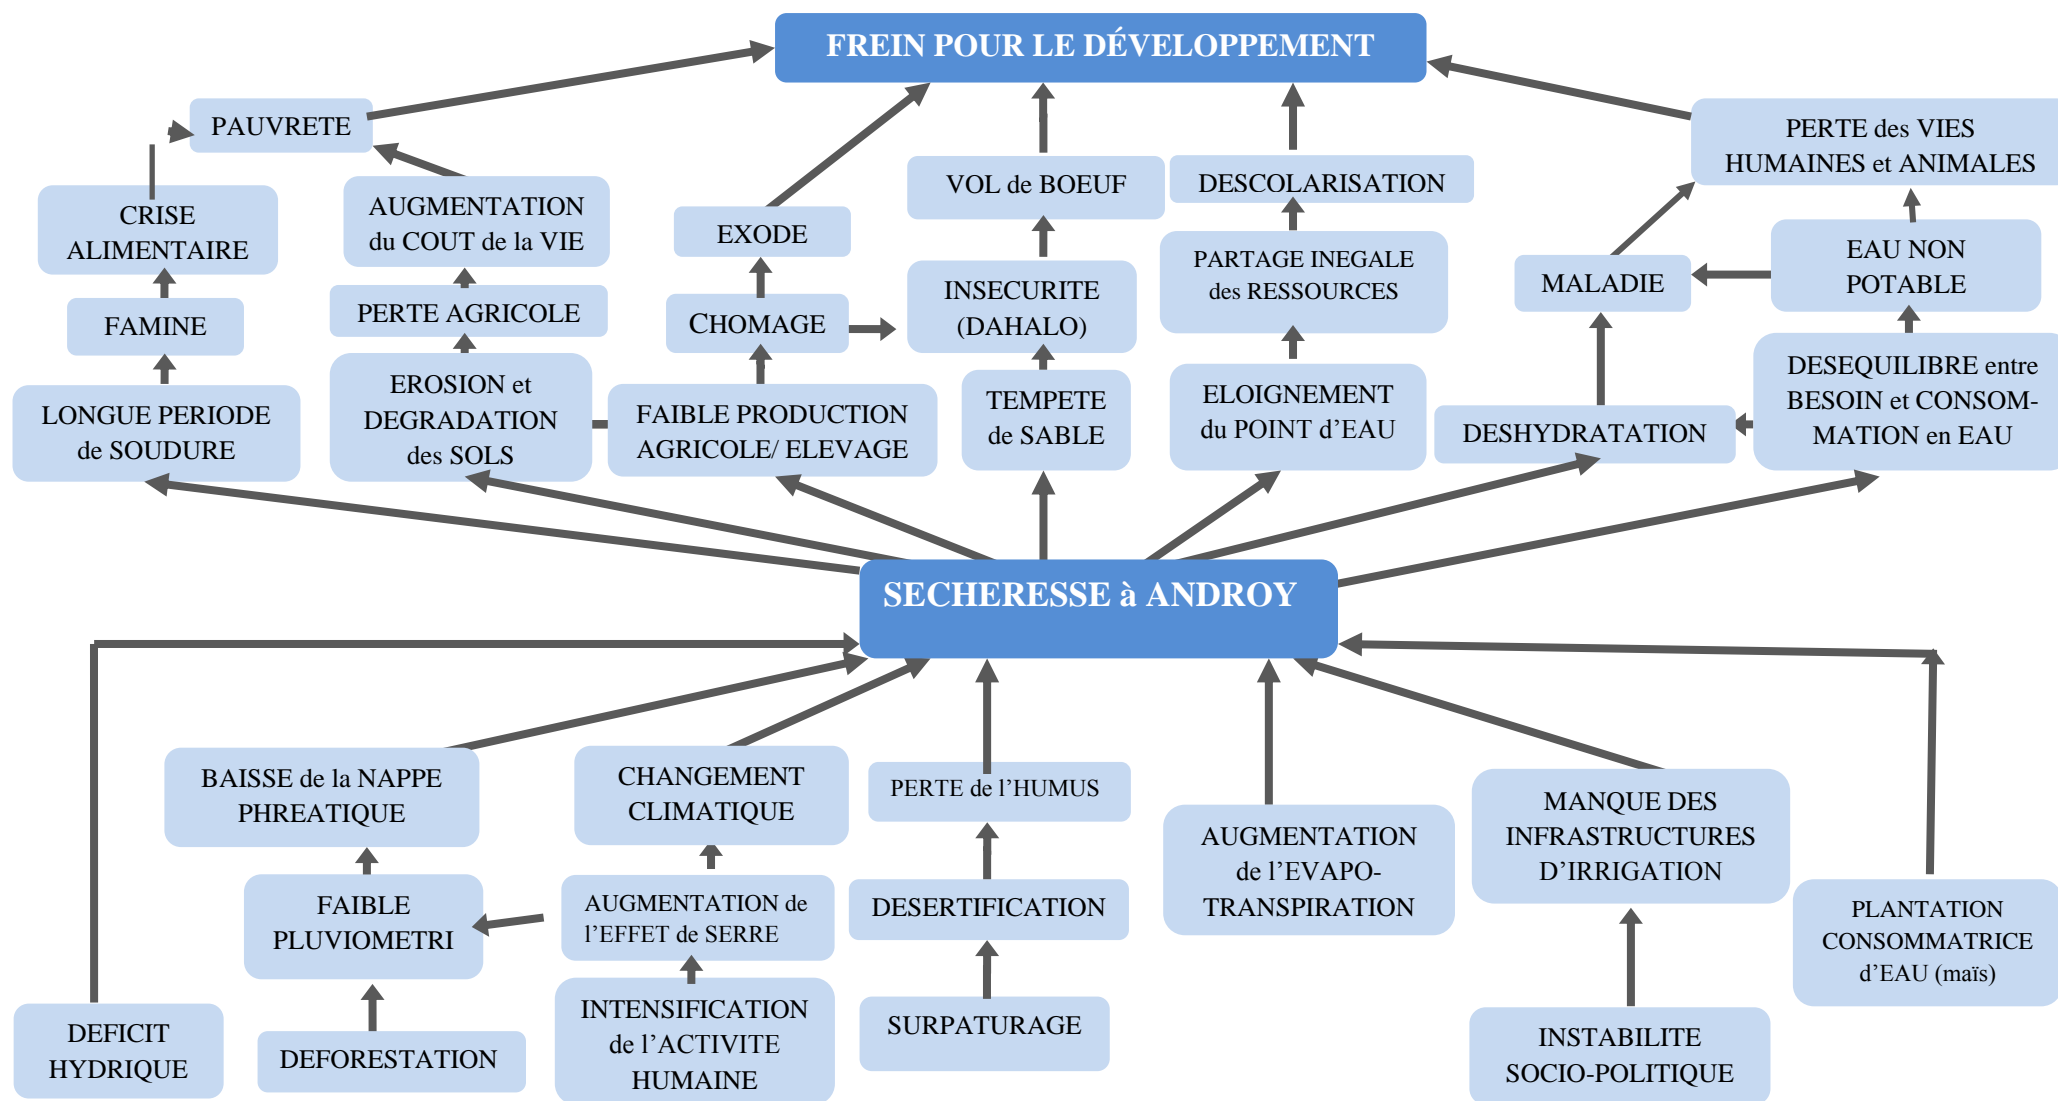 FREIN POUR LE DÉVELOPPEMENT
PAUVRETE
PERTE des VIES
HUMAINES et ANIMALES
CRISE
ALIMENTAIRE
AUGMENTATION
du COUT de la VIE
EXODE
VOL de BOEUF
DESCOLARISATION
PARTAGE INEGALE
des RESSOURCES
MALADIE
EAU NON
POTABLE
FAMINE
PERTE AGRICOLE
CHOMAGE
INSECURITE
(DAHALO)
LONGUE PERIODE
de SOUDURE
EROSION et
DEGRADATION
des SOLS
FAIBLE PRODUCTION
AGRICOLE/ ELEVAGE
TEMPETE
de SABLE
ELOIGNEMENT
du POINT d’EAU
DESHYDRATATION
DESEQUILIBRE entre
BESOIN et CONSOM-
MATION en EAU
SECHERESSE à ANDROY
BAISSE de la NAPPE
PHREATIQUE
CHANGEMENT
CLIMATIQUE
PERTE de l’HUMUS
AUGMENTATION
de l’EVAPO-
TRANSPIRATION
MANQUE DES
INFRASTRUCTURES
D’IRRIGATION
FAIBLE
PLUVIOMETRI
AUGMENTATION de
l’EFFET de SERRE
DESERTIFICATION
PLANTATION
CONSOMMATRICE
d’EAU (maïs)
DEFICIT
HYDRIQUE
DEFORESTATION
INTENSIFICATION
de l’ACTIVITE
HUMAINE
SURPATURAGE
INSTABILITE
SOCIO-POLITIQUE